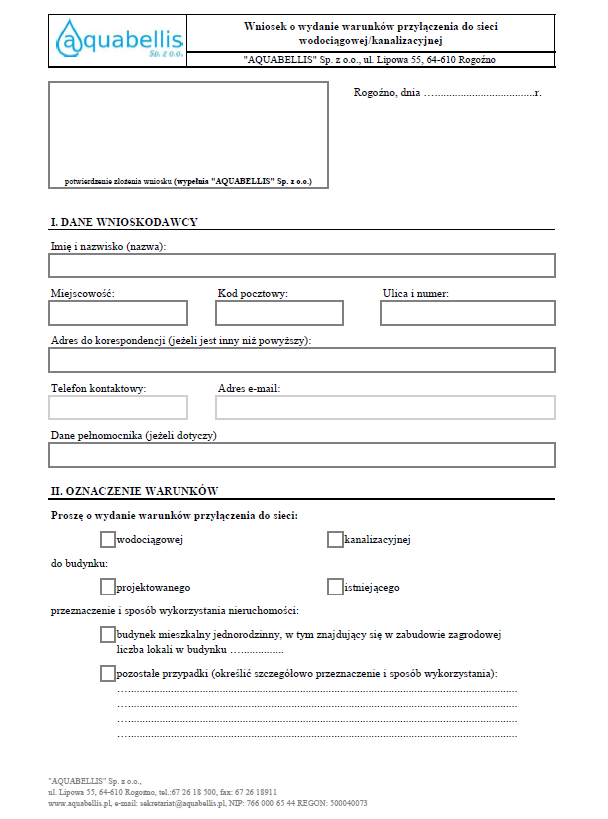 aquabellis
Sp. z o.o.
Wniosek o wydanie warunków przyłączenia do sieci
wodociągowej/kanalizacyjnej
"AQUABELLIS" Sp. z o.o., ul. Lipowa 55, 64-610 Rogoźno
Rogoźno, dnia ….....................................r.
potwierdzenie złożenia wniosku (wypełnia "AQUABELLIS" Sp. z o.o.)
I. DANE WNIOSKODAWCY
Imię i nazwisko (nazwa):
Miejscowość: Kod pocztowy: Ulica i numer:
Adres do korespondencji (jeżeli jest inny niż powyższy):
Telefon kontaktowy: Adres e-mail:
Dane pełnomocnika (jeżeli dotyczy)
II. OZNACZENIE WARUNKÓW
Proszę o wydanie warunków przyłączenia do sieci:
wodociągowej kanalizacyjnej
do budynku:
projektowanego istniejącego
przeznaczenie i sposób wykorzystania nieruchomości:
budynek mieszkalny jednorodzinny, w tym znajdujący się w zabudowie zagrodowej
liczba lokali w budynku …................
pozostałe przypadki (określić szczegółowo przeznaczenie i sposób wykorzystania):
….....................................................................................................................
….....................................................................................................................
….....................................................................................................................
….....................................................................................................................
"AQUABELLIS" Sp. z o.o.,
ul. Lipowa 55, 64-610 Rogoźno, tel.:67 26 18 500, fax: 67 26 18911
www.aquabellis.pl, e-mail: sekretariat@aquabellis.pl, NIP: 766 000 65 44 REGON: 500040073